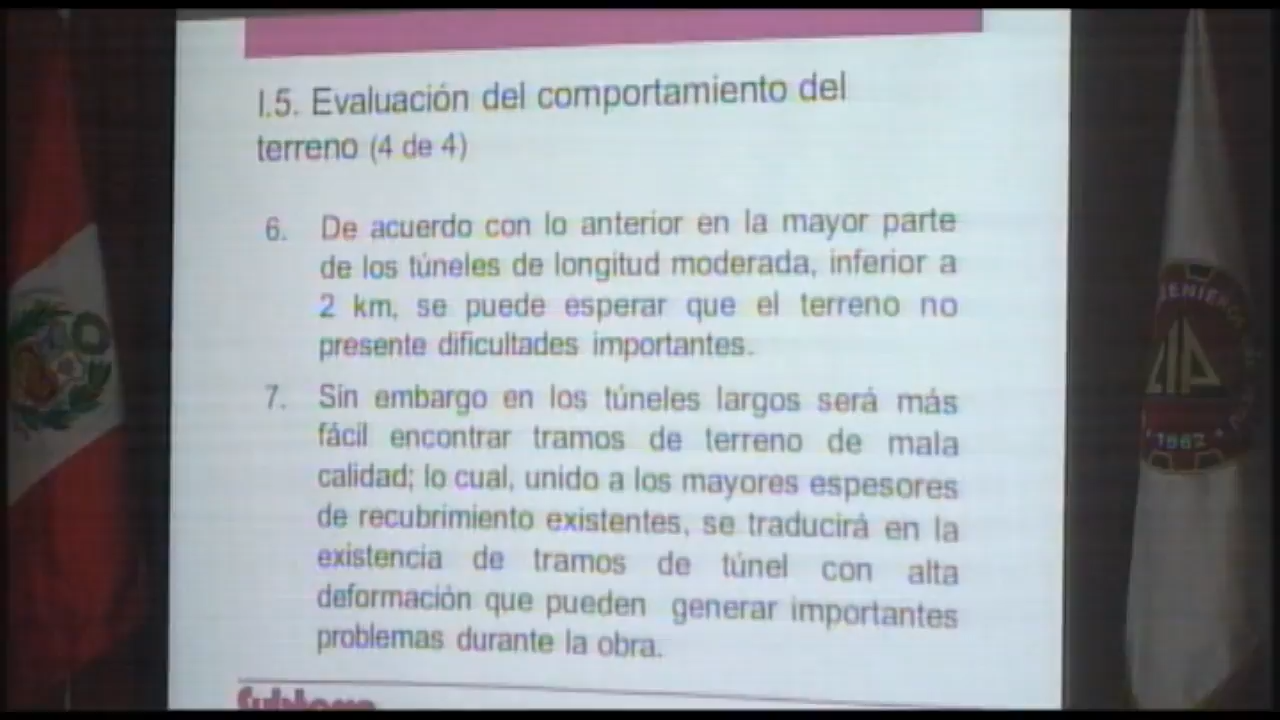 I.5. Evaluación del comportamiento del
terreno (4 de 4)
6. De acuerdo con lo anterior en la mayor parte
de los túneles de longitud moderada, inferior a
2 km, se puede esperar que el terreno no
presente dificultades importantes.
7. Sin embargo en los túneles largos será más
fácil encontrar tramos de terreno de mala
calidad; lo cual, unido a los mayores espesores
de recubrimiento existentes, se traducirá en la
existencia de tramos de túnel con alta
deformación que pueden generar importantes
problemas durante la obra.
CIP
1962